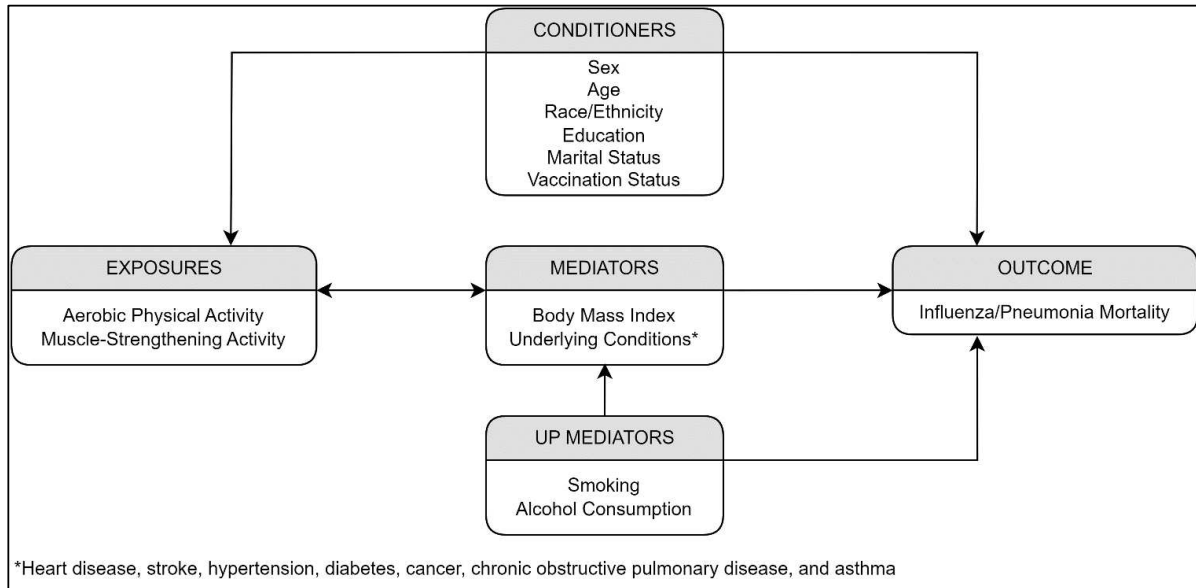 CONDITIONERS
Sex
Age
Race/Ethnicity
Education
Marital Status
Vaccination Status
EXPOSURES
Aerobic Physical Activity
Muscle-Strengthening Activity
MEDIATORS
Body Mass Index
Underlying Conditions*
OUTCOME
Influenza/Pneumonia Mortality
UP MEDIATORS
Smoking
Alcohol Consumption
*Heart disease, stroke, hypertension, diabetes, cancer, chronic obstructive pulmonary disease, and asthma